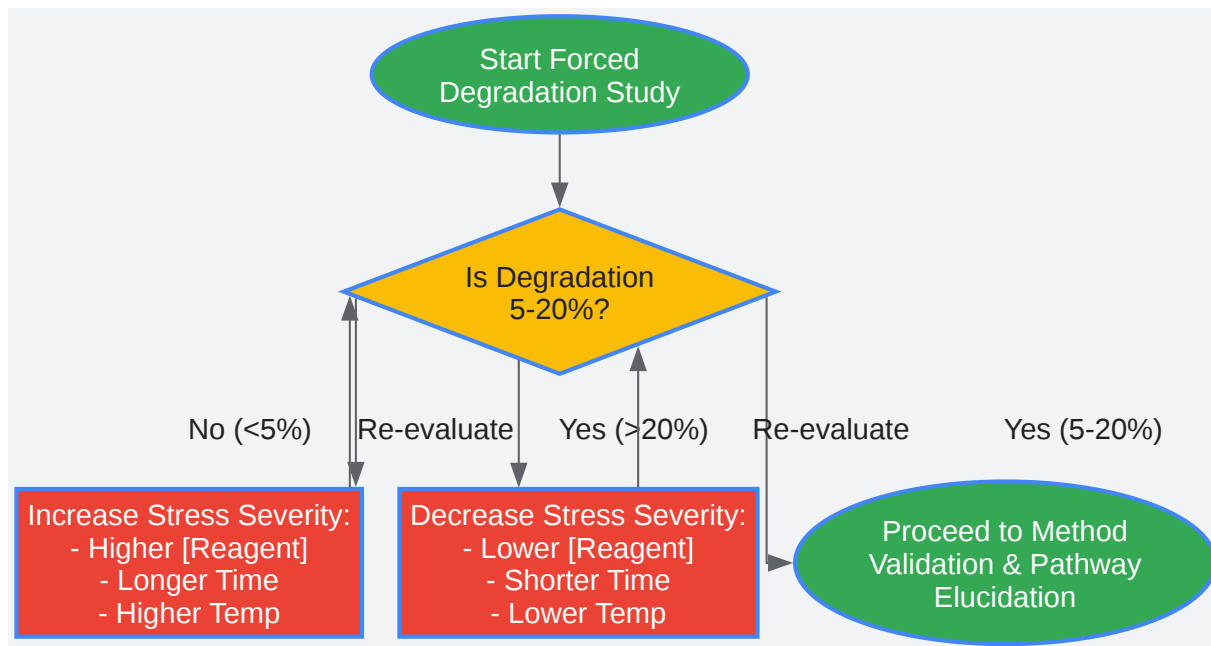 Start Forced
Degradation Study
Is Degradation
5-20%?
No (<5%)
Re-evaluate
Yes (>20%)
Re-evaluate
Yes (5-20%)
Increase Stress Severity:
- Higher [Reagent]
- Longer Time
- Higher Temp
Decrease Stress Severity:
- Lower [Reagent]
- Shorter Time
- Lower Temp
Proceed to Method
Validation & Pathway
Elucidation